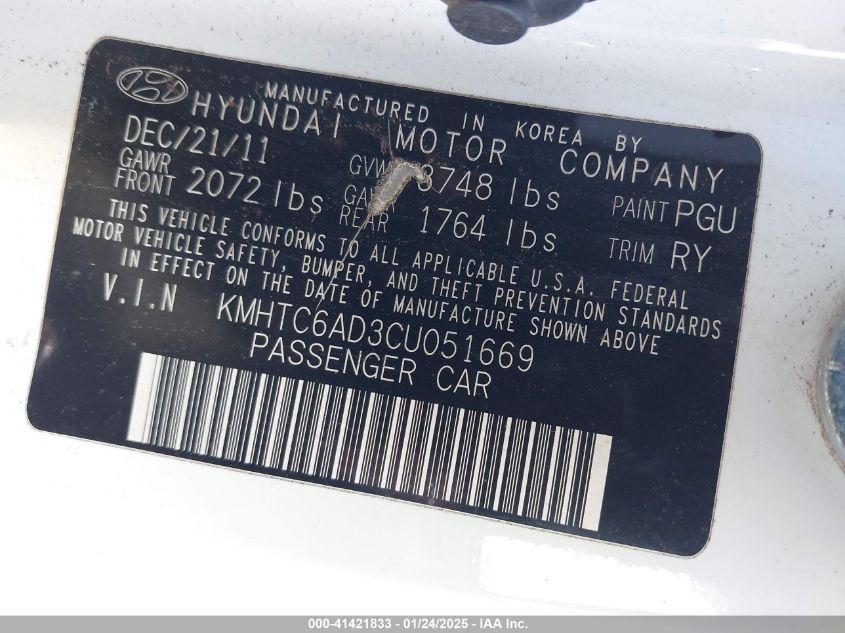 MANUFACTURED IN KOREA BY
HYUNDAI MOTOR COMPANY
DEC/21/11
GAWR FRONT 2072 lbs GAWR REAR 1764 lbs TRIM RY
748 lbs PAINT PGU
THIS VEHICLE CONFORMS TO ALL APPLICABLE U.S.A. FEDERAL
MOTOR VEHICLE SAFETY, BUMPER, AND THEFT PREVENTION STANDARDS
IN EFFECT ON THE DATE OF MANUFACTURE SHOWN ABOVE
V.I.N KMHTC6AD3CU051669
PASSENGER CAR
000-41421833 - 01/24/2025 - IAA Inc.